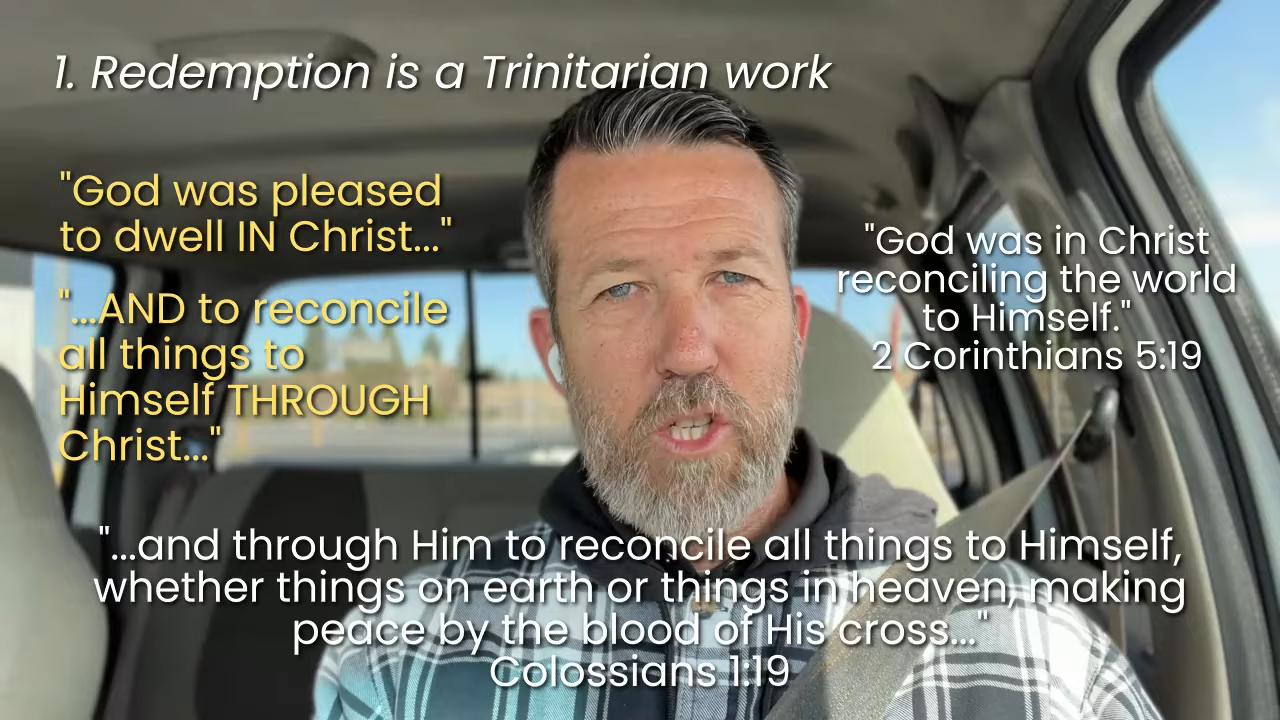 1. Redemption is a Trinitarian work
"God was pleased
to dwell IN Christ..."
"...AND to reconcile
all things to
Himself THROUGH
Christ..."
"God was in Christ
reconciling the world
to Himself."
2 Corinthians 5:19
"...and through Him to reconcile all things to Himself,
whether things on earth or things in heaven, making
peace by the blood of His cross..."
Colossians 1:19